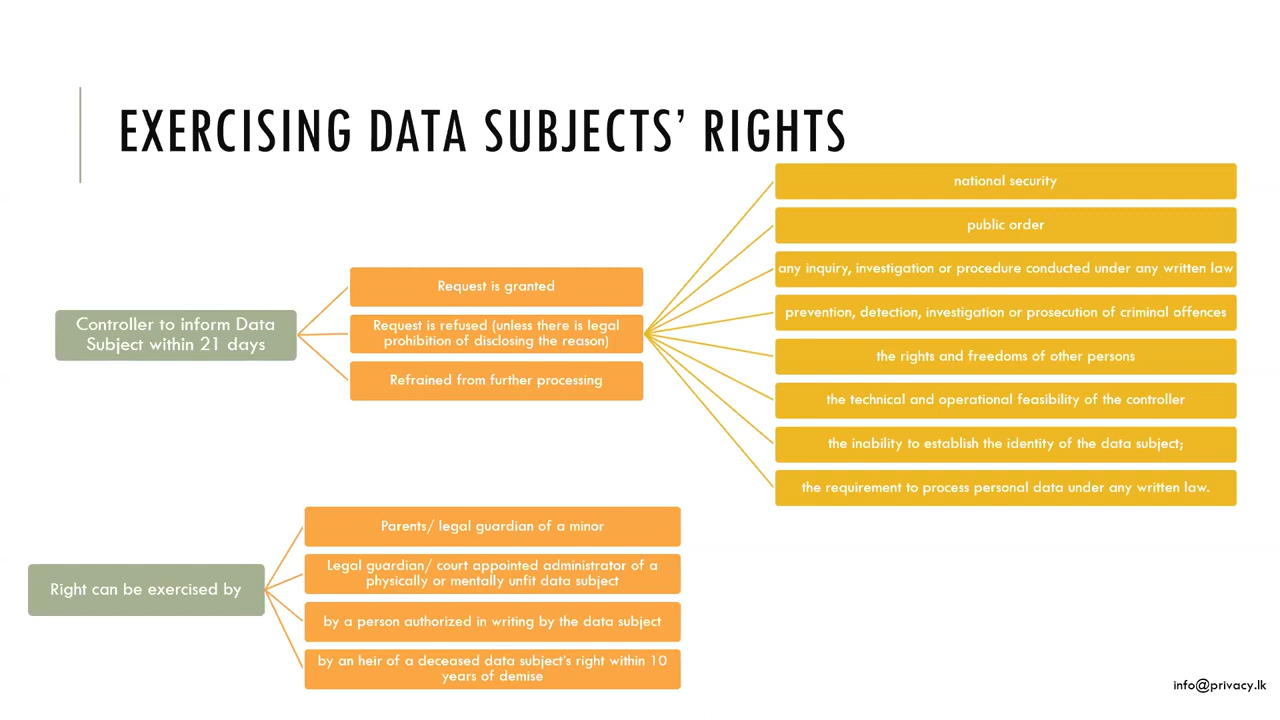 EXERCISING DATA SUBJECTS’ RIGHTS
Controller to inform Data
Subject within 21 days
Request is granted
Request is refused (unless there is legal
prohibition of disclosing the reason)
Refrained from further processing
national security
public order
any inquiry, investigation or procedure conducted under any written law
prevention, detection, investigation or prosecution of criminal offences
the rights and freedoms of other persons
the technical and operational feasibility of the controller
the inability to establish the identity of the data subject;
the requirement to process personal data under any written law.
Right can be exercised by
Parents/ legal guardian of a minor
Legal guardian/ court appointed administrator of a
physically or mentally unfit data subject
by a person authorized in writing by the data subject
by an heir of a deceased data subject's right within 10
years of demise
info@privacy.lk